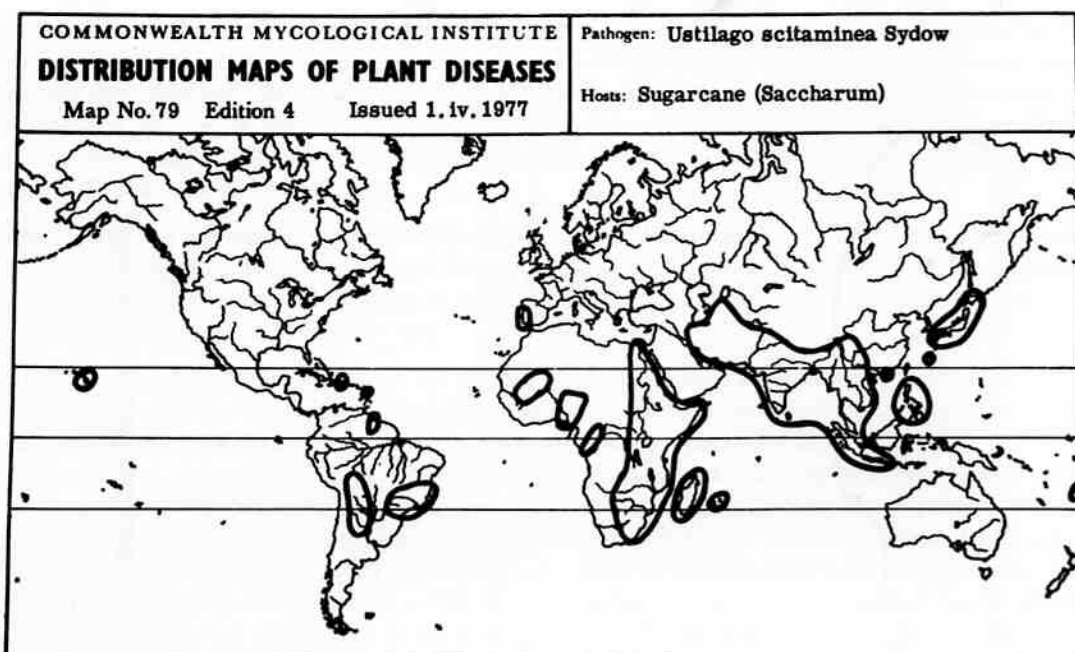 COMMONWEALTH MYCOLOGICAL INSTITUTE
DISTRIBUTION MAPS OF PLANT DISEASES
Map No. 79 Edition 4 Issued 1.iv.1977
Pathogen: Ustilago scitaminea Sydow
Hosts: Sugarcane (Saccharum)